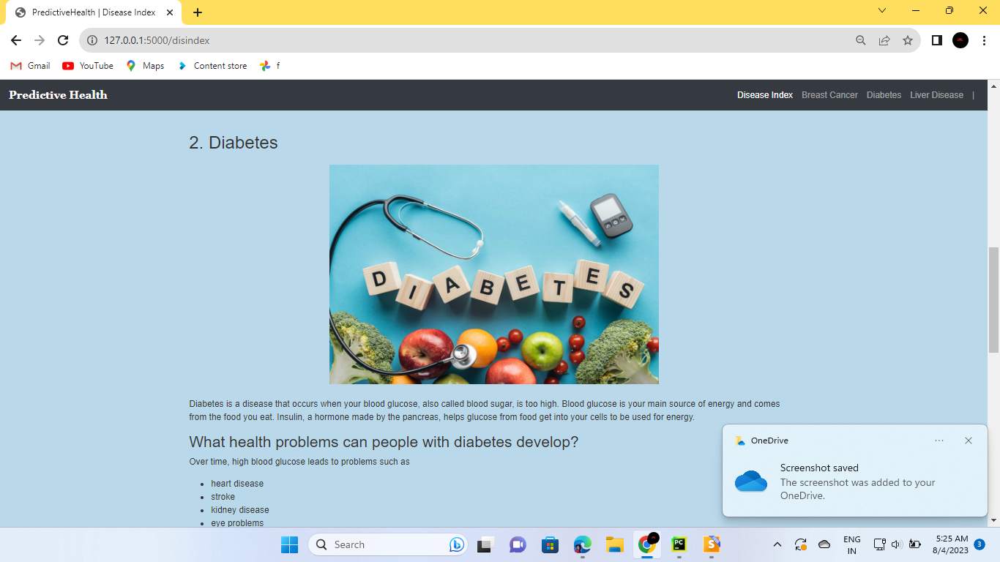 PredictiveHealth | Disease Index
127.0.0.1:5000/disindex
Gmail YouTube Maps Content store f
Predictive Health
Disease Index Breast Cancer Diabetes Liver Disease |
2. Diabetes
DIABETES
Diabetes is a disease that occurs when your blood glucose, also called blood sugar, is too high. Blood glucose is your main source of energy and comes
from the food you eat. Insulin, a hormone made by the pancreas, helps glucose from food get into your cells to be used for energy.
What health problems can people with diabetes develop?
Over time, high blood glucose leads to problems such as
heart disease
stroke
kidney disease
eye problems
OneDrive
Screenshot saved
The screenshot was added to your
OneDrive.
Search
PC
ENG
IN
5:25 AM
8/4/2023
3